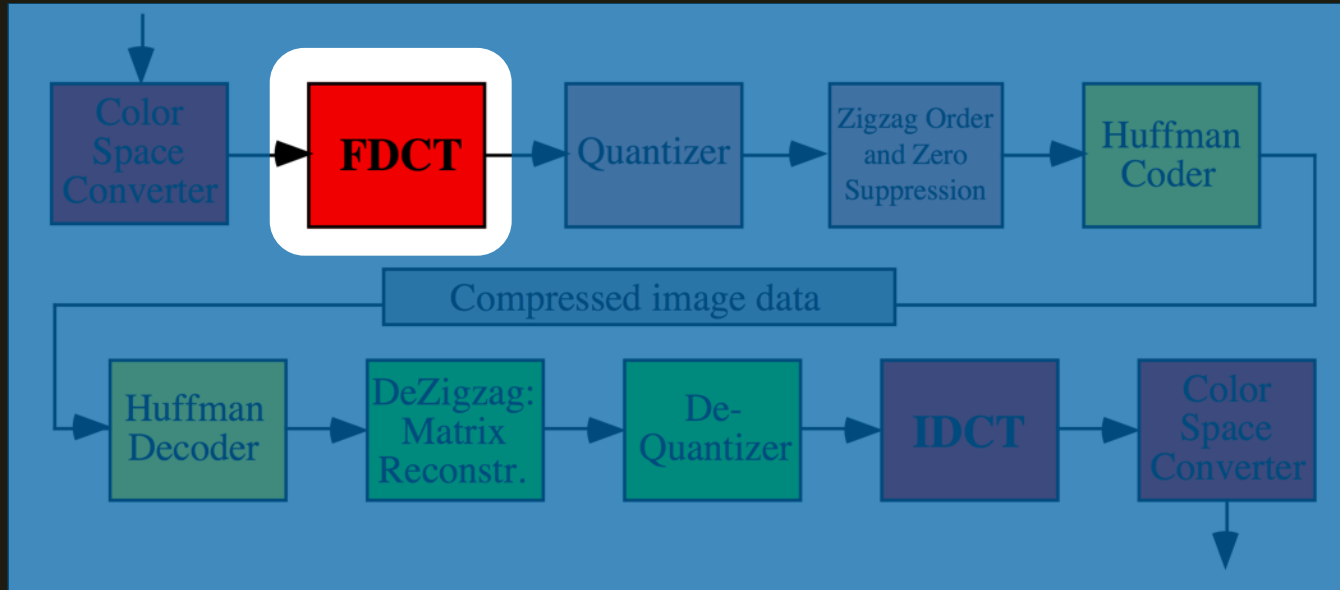 Color
Space
Converter
FDCT
Quantizer
Zigzag Order
and Zero
Suppression
Huffman
Coder
Compressed image data
Huffman
Decoder
DeZigzag:
Matrix
Reconstr.
De-
Quantizer
IDCT
Color
Space
Converter